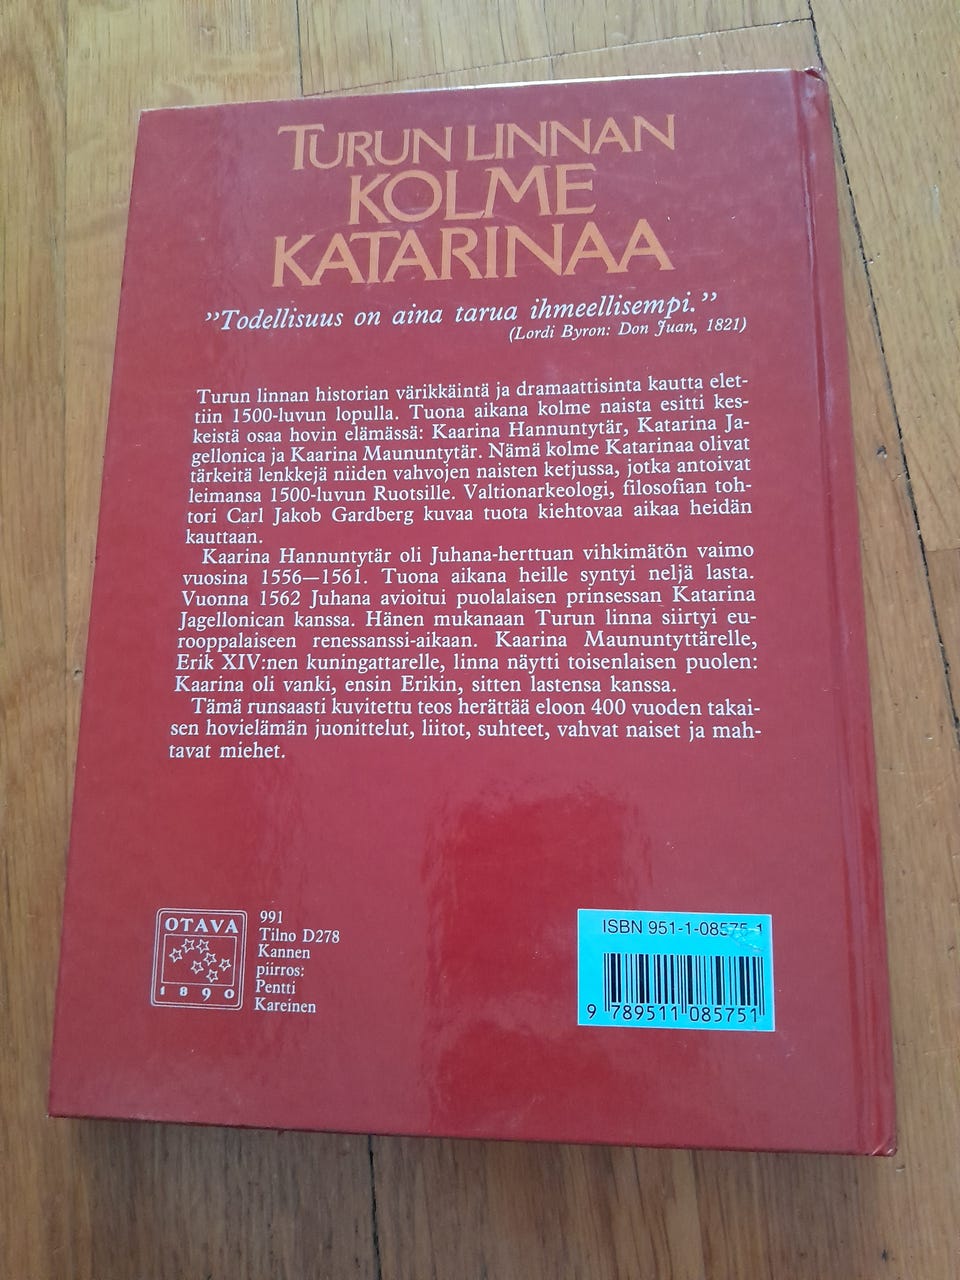 TURUN LINNAN
KOLME
KATARINAA
”Todellisuus on aina tarua ihmeellisempi.”
(Lordi Byron: Don Juan, 1821)
Turun linnan historian värikkäintä ja dramaattisinta kautta elet-
tiin 1500-luvun lopulla. Tuona aikana kolme naista esitti kes-
keistä osaa hovin elämässä: Kaarina Hannuntytär, Katarina Ja-
gellonica ja Kaarina Maununtytär. Nämä kolme Katarinaa olivat
tärkeitä lenkkejä niiden vahvojen naisten ketjussa, jotka antoivat
leimansa 1500-luvun Ruotsille. Valtionarkeologi, filosofian toh-
tori Carl Jakob Gardberg kuvaa tuota kiehtovaa aikaa heidän
kauttaan.
Kaarina Hannuntytär oli Juhana-herttuan vihkimätön vaimo
vuosina 1556—1561. Tuona aikana heille syntyi neljä lasta.
Vuonna 1562 Juhana avioitui puolalaisen prinsessan Katarina
Jagellonican kanssa. Hänen mukanaan Turun linna siirtyi eu-
rooppalaiseen renessanssi-aikaan. Kaarina Maununtyttärelle,
Erik XIV:nen kuningattarelle, linna näytti toisenlaisen puolen:
Kaarina oli vanki, ensin Erikin, sitten lastensa kanssa.
Tämä runsaasti kuvitettu teos herättää eloon 400 vuoden takai-
sen hovielämän juonittelut, liitot, suhteet, vahvat naiset ja mah-
tavat miehet.
OTAVA
1890
991
Tilno D278
Kannen
piirros:
Pentti
Kareinen
ISBN 951-1-08575-1
9 789511 085751